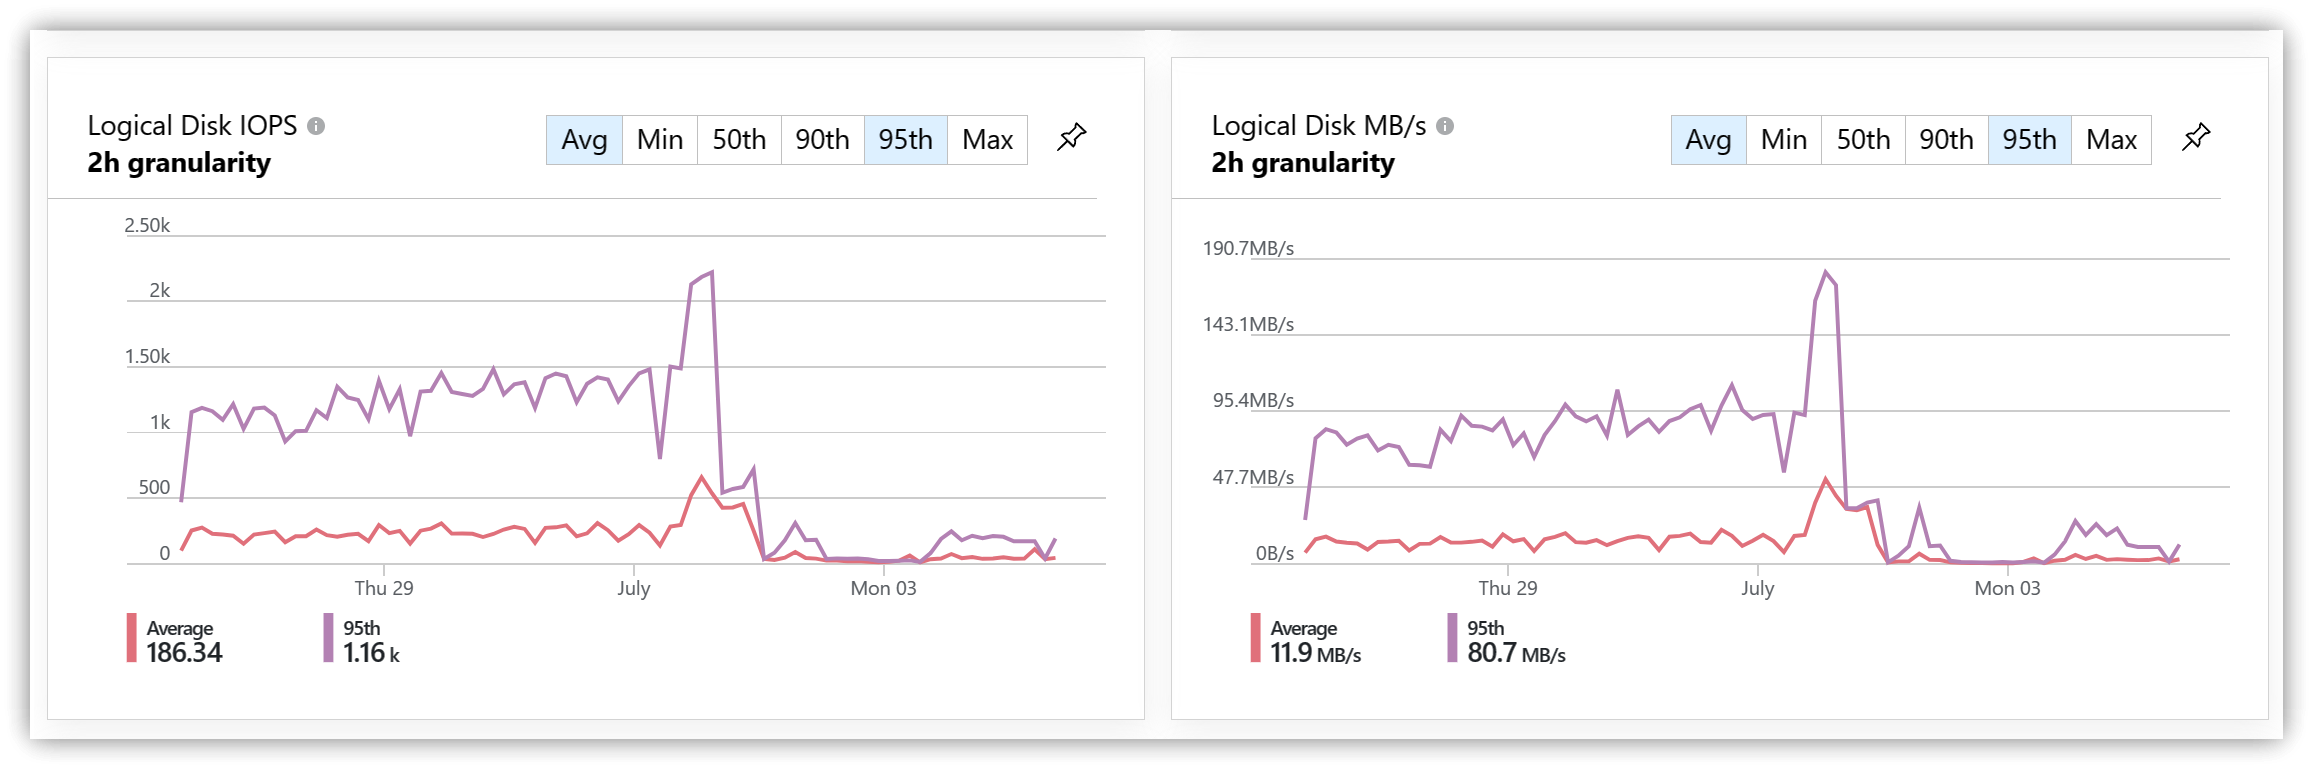 Logical Disk IOPS
2h granularity
Avg Min 50th 90th 95th Max
2.50k
2k
1.50k
1k
500
0
Thu 29 July Mon 03
Average 95th
186.34 1.16 k
Logical Disk MB/s
2h granularity
Avg Min 50th 90th 95th Max
190.7MB/s
143.1MB/s
95.4MB/s
47.7MB/s
0B/s
Thu 29 July Mon 03
Average 95th
11.9 MB/s 80.7 MB/s